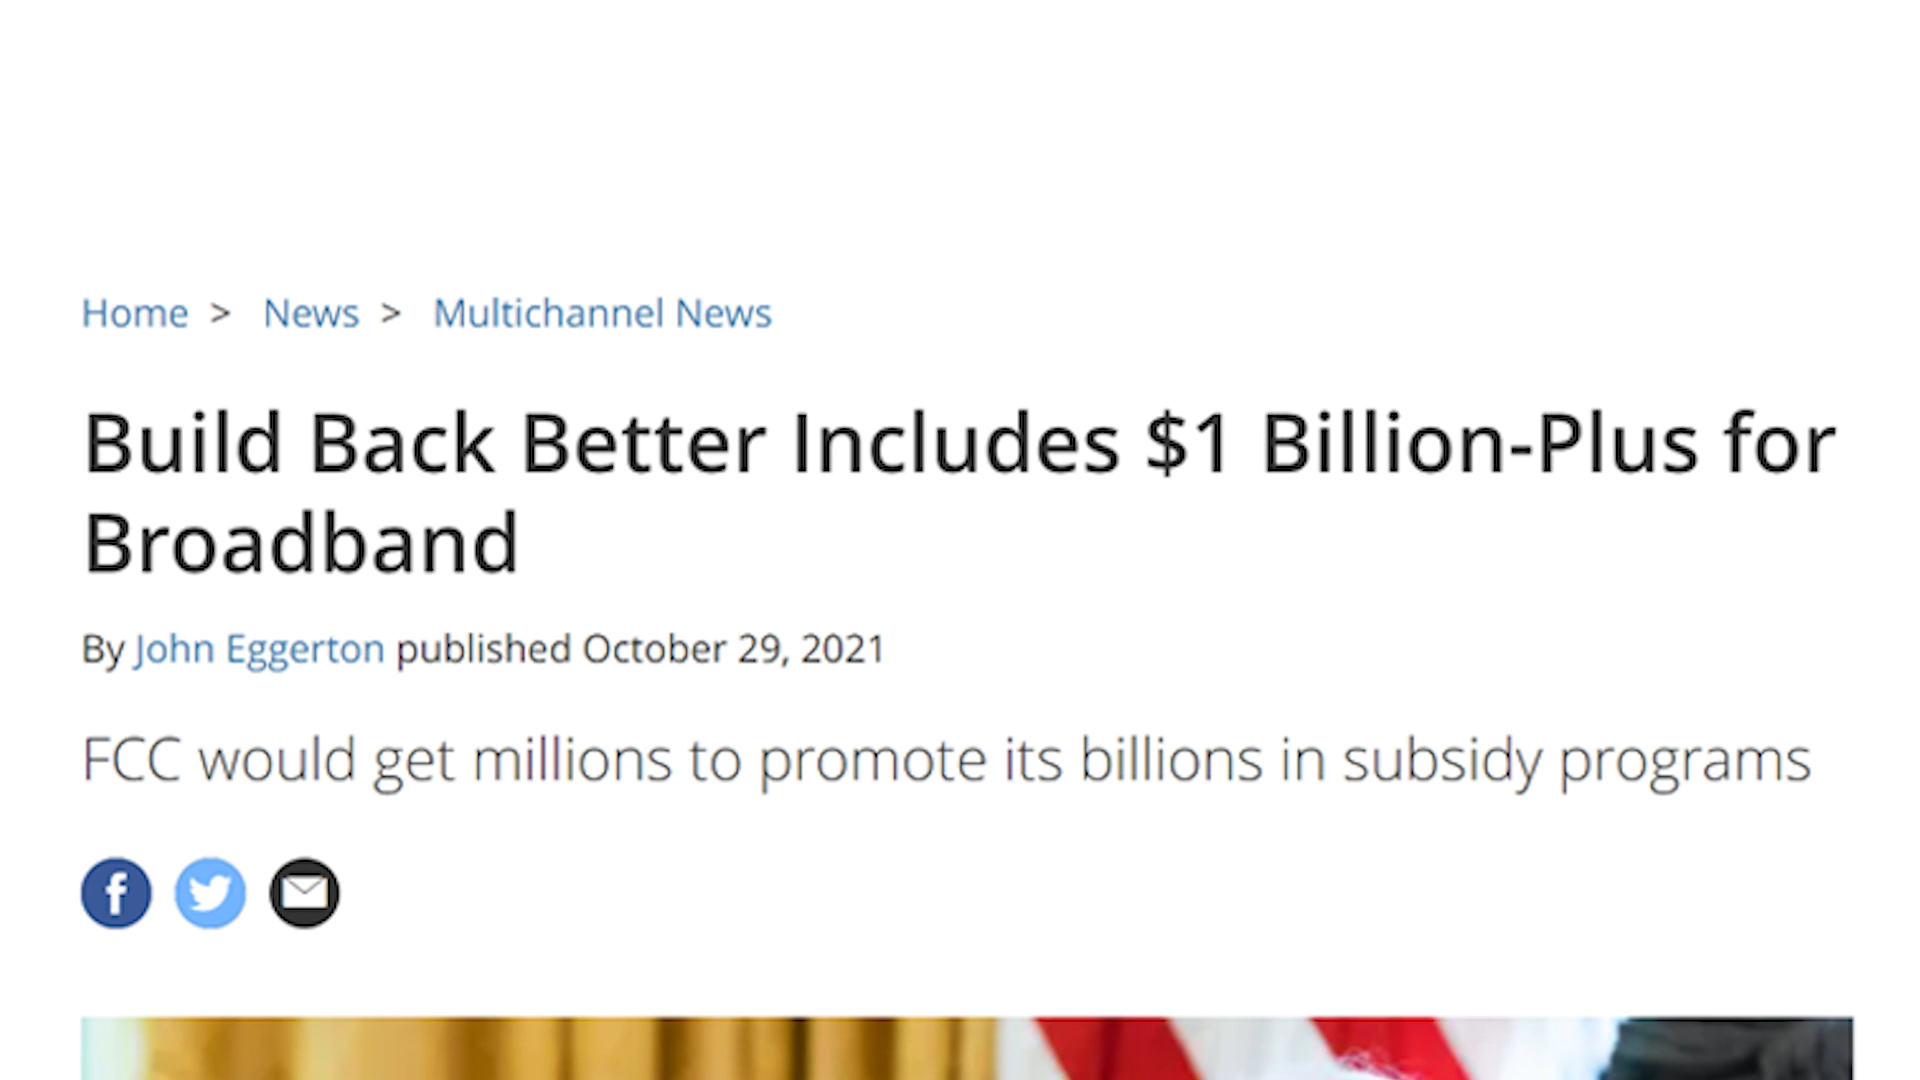 Home > News > Multichannel News
Build Back Better Includes $1 Billion-Plus for
Broadband
By John Eggerton published October 29, 2021
FCC would get millions to promote its billions in subsidy programs